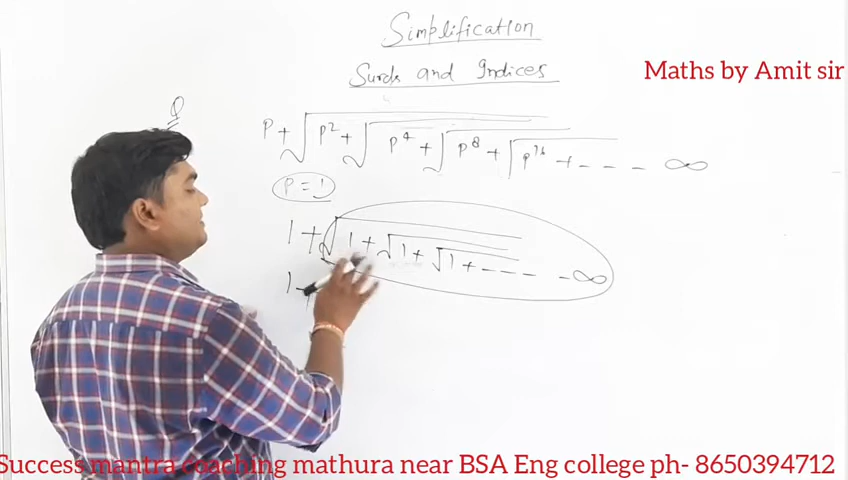 Simplification
Surds and Indices
Maths by Amit sir
Q
P + √P² + √P⁴ + √P⁸ + √P¹⁶ + - - - - ∞
P = 1
1 + √1 + √1 + √1 + - - - - - ∞
1 +
Success mantra coaching mathura near BSA Eng college ph- 8650394712